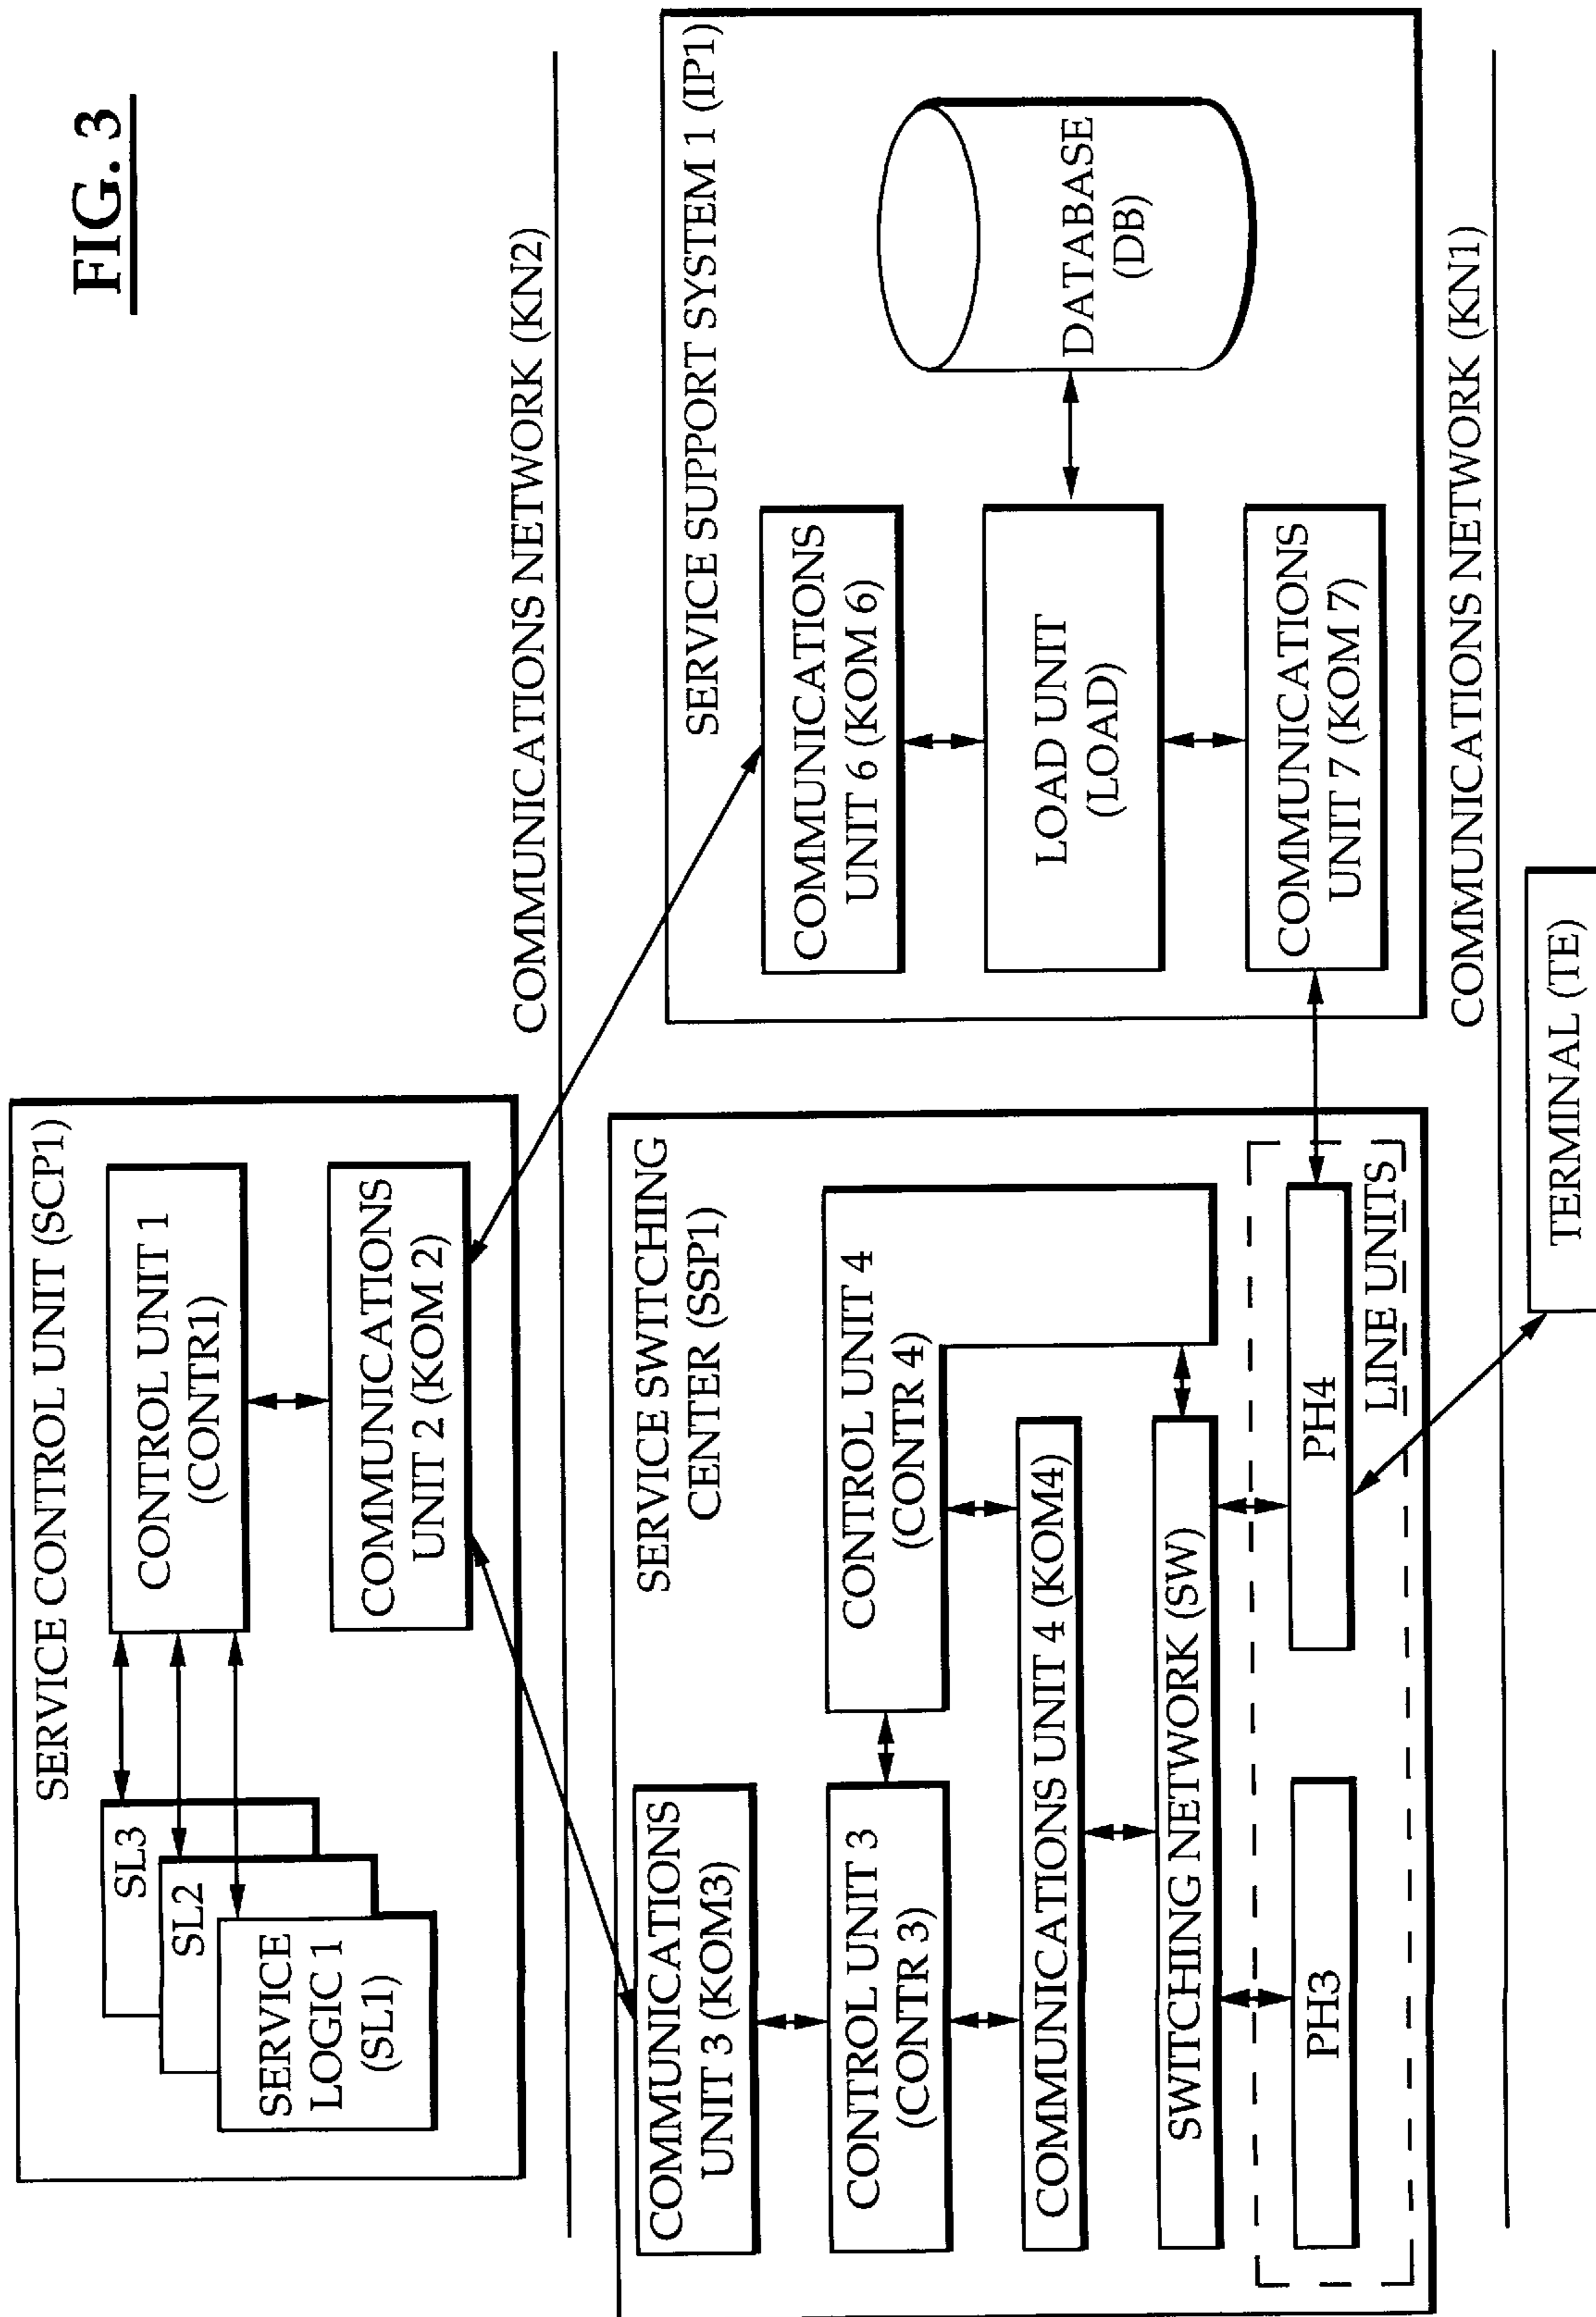 FIG. 3
SERVICE CONTROL UNIT (SCP1)
SL3
SL2
SERVICE
LOGIC 1
(SL1)
CONTROL UNIT 1
(CONTR1)
COMMUNICATIONS
UNIT 2 (KOM 2)
COMMUNICATIONS NETWORK (KN2)
SERVICE SWITCHING
CENTER (SSP1)
COMMUNICATIONS
UNIT 3 (KOM3)
CONTROL UNIT 3
(CONTR 3)
CONTROL UNIT 4
(CONTR 4)
COMMUNICATIONS UNIT 4 (KOM4)
SWITCHING NETWORK (SW)
PH3
PH4
LINE UNITS
SERVICE SUPPORT SYSTEM 1 (IP1)
COMMUNICATIONS
UNIT 6 (KOM 6)
LOAD UNIT
(LOAD)
COMMUNICATIONS
UNIT 7 (KOM 7)
DATABASE
(DB)
COMMUNICATIONS NETWORK (KN1)
TERMINAL (TE)